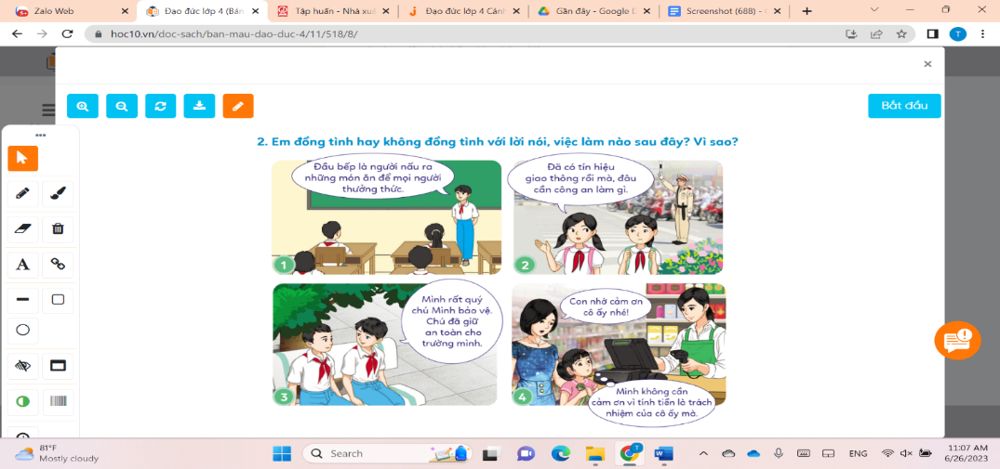 Zalo Web
Đạo đức lớp 4 (Bản
Tập huấn - Nhà xuấ
Đạo đức lớp 4 Cánh
Gần đây - Google D
Screenshot (688) -
hoc10.vn/doc-sach/ban-mau-dao-duc-4/11/518/8/
Bắt đầu
2. Em đồng tình hay không đồng tình với lời nói, việc làm nào sau đây? Vì sao?
Đầu bếp là người nấu ra
những món ăn để mọi người
thưởng thức.
1
Đã có tín hiệu
giao thông rồi mà, đâu
cần công an làm gì.
2
Mình rất quý
chú Minh bảo vệ.
Chú đã giữ
an toàn cho
trường mình.
3
Con nhớ cảm ơn
cô ấy nhé!
Mình không cần
cảm ơn vì tính tiền là trách
nhiệm của cô ấy mà.
4
81°F
Mostly cloudy
Search
ENG
11:07 AM
6/26/2023